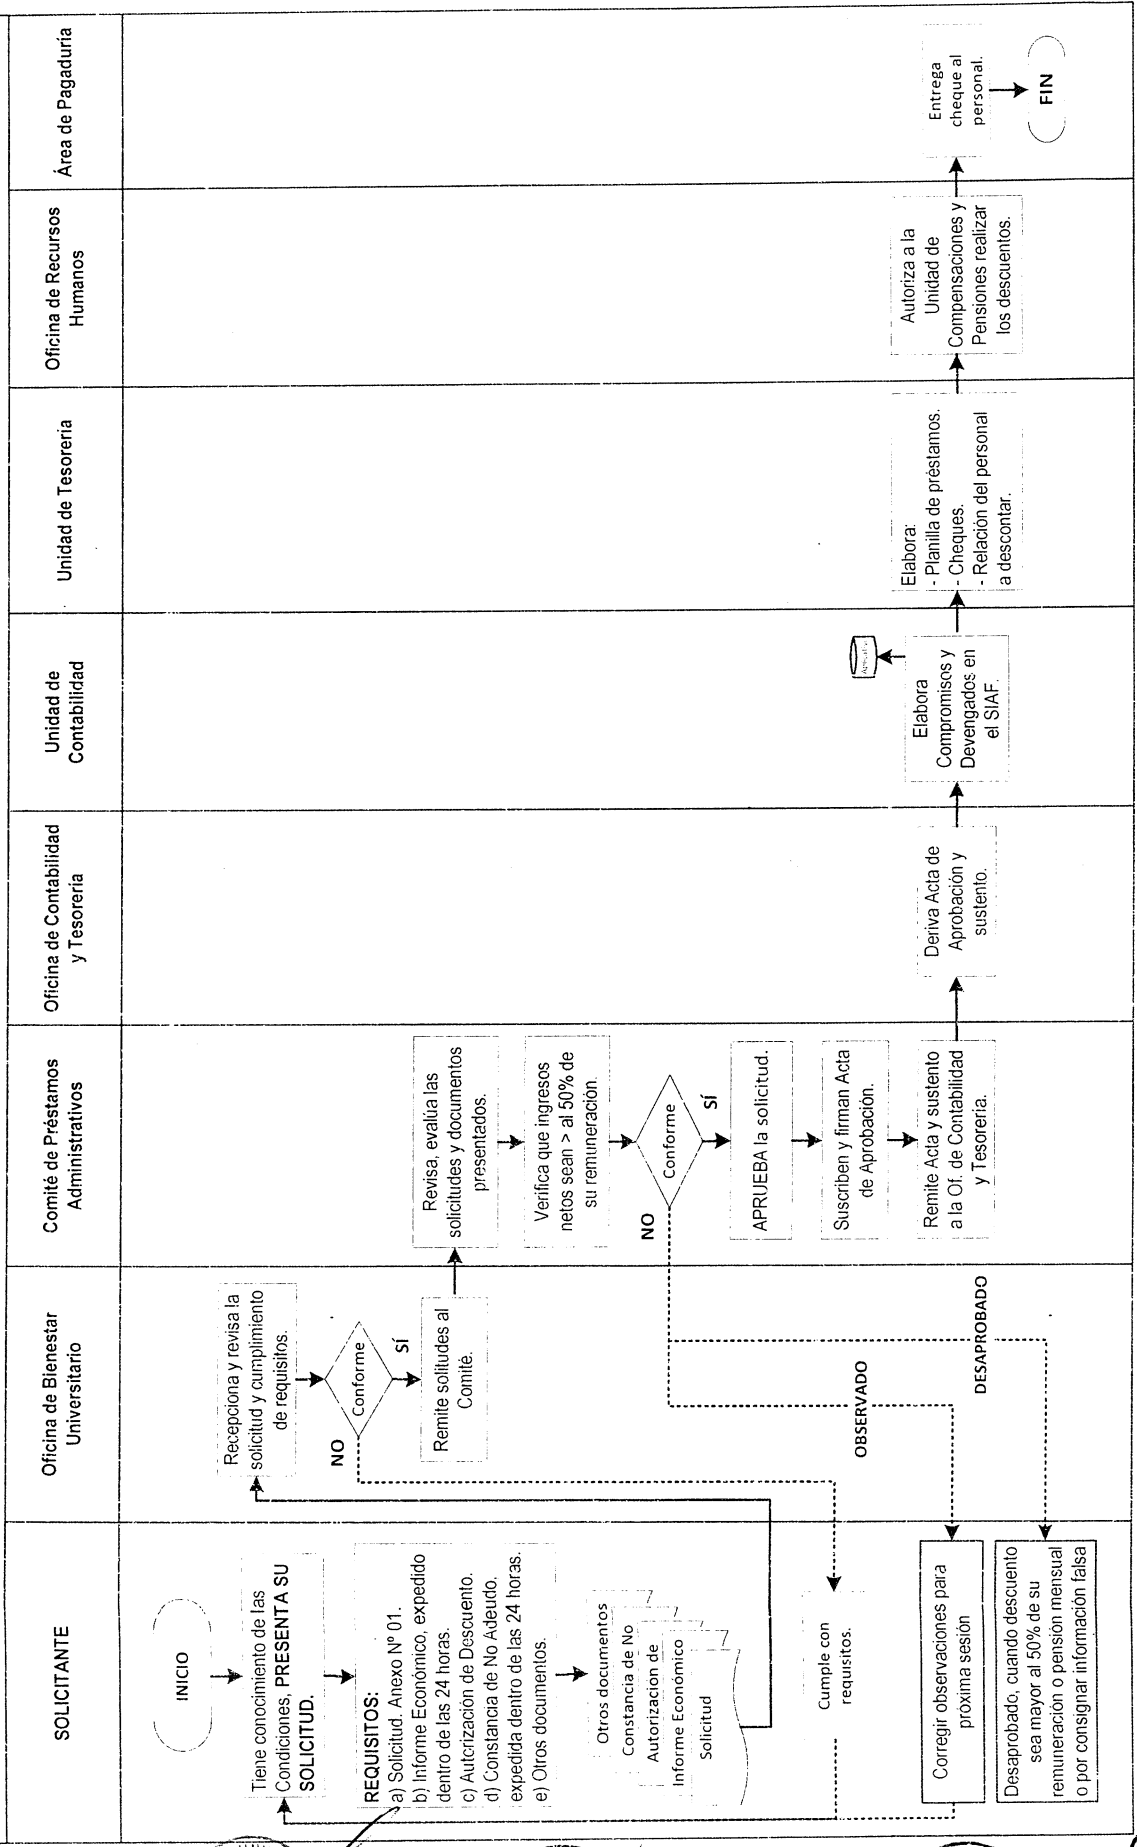 SOLICITANTE
Oficina de Bienestar
Universitario
Comité de Préstamos
Administrativos
Oficina de Contabilidad
y Tesoreria
Unidad de
Contabilidad
Unidad de Tesoreria
Oficina de Recursos
Humanos
Área de Pagaduría
INICIO
Tiene conocimiento de las
Condiciones, PRESENTA SU
SOLICITUD.
REQUISITOS:
a) Solicitud. Anexo Nº 01.
b) Informe Económico, expedido
dentro de las 24 horas.
c) Autorización de Descuento.
d) Constancia de No Adeudo,
expedida dentro de las 24 horas.
e) Otros documentos.
Otros documentos
Constancia de No
Autorizacion de
Informe Económico
Solicitud
Cumple con
requisitos.
Corregir observaciones para
próxima sesión
Desaprobado, cuando descuento
sea mayor al 50% de su
remuneración o pensión mensual
o por consignar información falsa
Recepciona y revisa la
solicitud y cumplimiento
de requisitos.
Conforme
NO
SÍ
Remite solitudes al
Comité.
OBSERVADO
DESAPROBADO
Revisa, evalúa las
solicitudes y documentos
presentados.
Verifica que ingresos
netos sean > al 50% de
su remuneración.
Conforme
NO
SÍ
APRUEBA la solicitud.
Suscriben y firman Acta
de Aprobación.
Remite Acta y sustento
a la Of. de Contabilidad
y Tesoreria.
Deriva Acta de
Aprobación y
sustento.
Elabora
Compromisos y
Devengados en
el SIAF.
Elabora:
- Planilla de préstamos.
- Cheques.
- Relación del personal
a descontar.
Autoriza a la
Unidad de
Compensaciones y
Pensiones realizar
los descuentos.
Entrega
cheque al
personal.
FIN